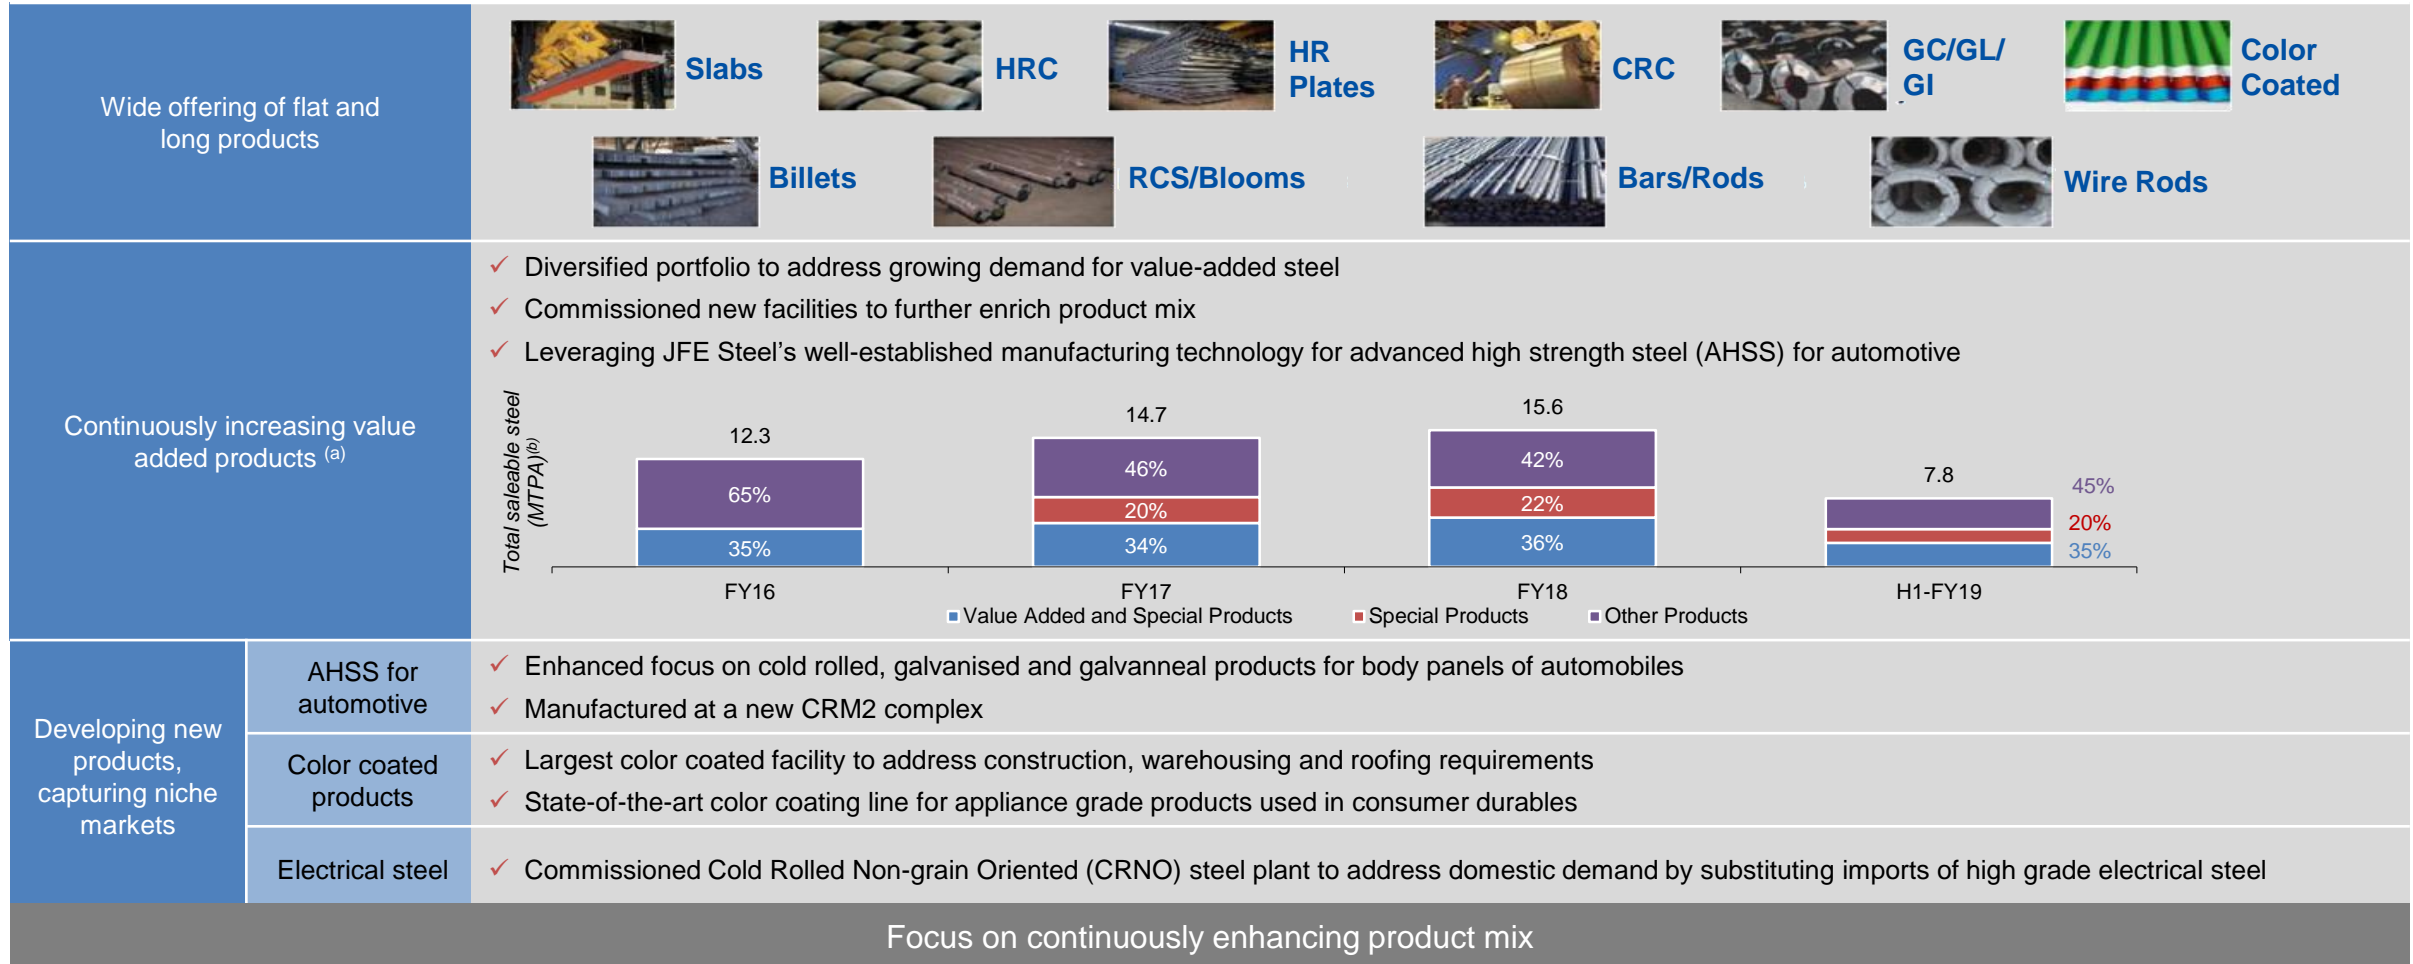 Wide offering of flat and
long products
Slabs
HRC
HR
Plates
CRC
GC/GL/
GI
Color
Coated
Billets
RCS/Blooms
Bars/Rods
Wire Rods
Continuously increasing value
added products (a)
✓ Diversified portfolio to address growing demand for value-added steel
✓ Commissioned new facilities to further enrich product mix
✓ Leveraging JFE Steel’s well-established manufacturing technology for advanced high strength steel (AHSS) for automotive
Total saleable steel
(MTPA)(b)
12.3
65%
35%
14.7
46%
20%
34%
15.6
42%
22%
36%
7.8
45%
20%
35%
FY16
FY17
FY18
H1-FY19
Value Added and Special Products
Special Products
Other Products
Developing new
products,
capturing niche
markets
AHSS for
automotive
✓ Enhanced focus on cold rolled, galvanised and galvanneal products for body panels of automobiles
✓ Manufactured at a new CRM2 complex
Color coated
products
✓ Largest color coated facility to address construction, warehousing and roofing requirements
✓ State-of-the-art color coating line for appliance grade products used in consumer durables
Electrical steel
✓ Commissioned Cold Rolled Non-grain Oriented (CRNO) steel plant to address domestic demand by substituting imports of high grade electrical steel
Focus on continuously enhancing product mix